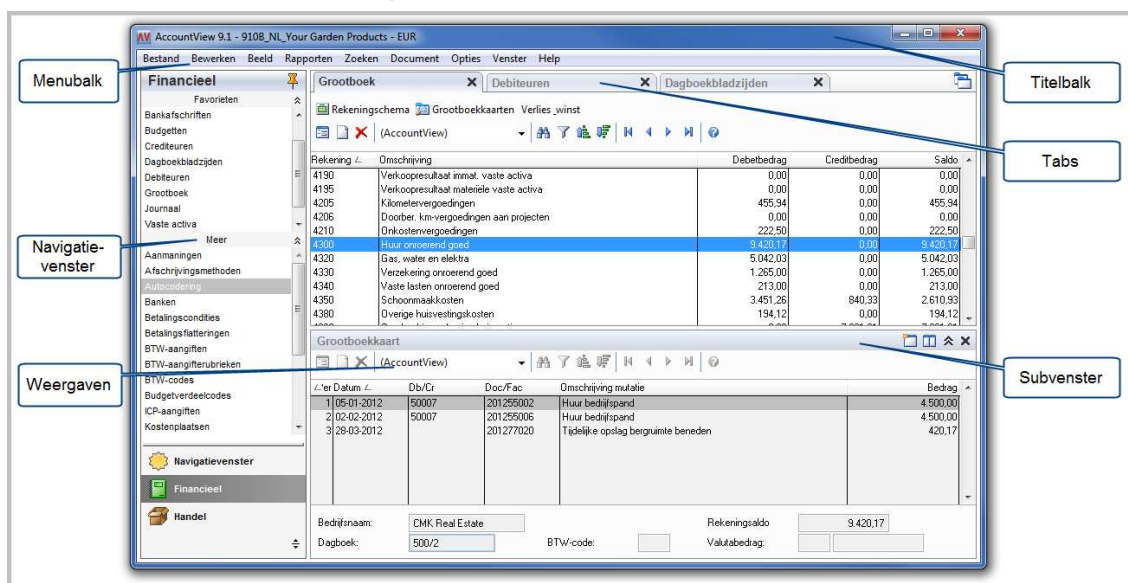 AV AccountView 9.1 - 910B_NL_Your Garden Products - EUR
Bestand Bewerken Beeld Rapporten Zoeken Document Opties Venster Help
Menubalk
Titelbalk
Tabs
Navigatie-
venster
Weergaven
Subvenster
Financieel
Favorieten
Bankafschriften
Budgetten
Crediteuren
Dagboekbladzijden
Debiteuren
Grootboek
Journaal
Vaste activa
Meer
Aanmaningen
Afschrijvingsmethoden
Autocodering
Banken
Betalingscondities
Betalingsfiatteringen
BTW-aangiften
BTW-aangifterubrieken
BTW-codes
Budgetverdeelcodes
ICP-aangiften
Kostenplaatsen
Navigatievenster
Financieel
Handel
Grootboek Debiteuren Dagboekbladzijden
Rekeningschema Grootboekkaarten Verlies_winst
(AccountView)
Rekening Omschrijving Debetbedrag Creditbedrag Saldo
4190 Verkoopresultaat immat. vaste activa 0,00 0,00 0,00
4195 Verkoopresultaat materiële vaste activa 0,00 0,00 0,00
4205 Kilometervergoedingen 455,94 0,00 455,94
4206 Doorber. km-vergoedingen aan projecten 0,00 0,00 0,00
4210 Onkostenvergoedingen 222,50 0,00 222,50
4300 Huur onroerend goed 9.420,17 0,00 9.420,17
4320 Gas, water en elektra 5.042,03 0,00 5.042,03
4330 Verzekering onroerend goed 1.265,00 0,00 1.265,00
4340 Vaste lasten onroerend goed 213,00 0,00 213,00
4350 Schoonmaakkosten 3.451,26 840,33 2.610,93
4380 Overige huisvestingskosten 194,12 0,00 194,12
Grootboekkaart
(AccountView)
'er Datum Db/Cr Doc/Fac Omschrijving mutatie Bedrag
1 05-01-2012 50007 201255002 Huur bedrijfspand 4.500,00
2 02-02-2012 50007 201255006 Huur bedrijfspand 4.500,00
3 28-03-2012 201277020 Tijdelijke opslag bergruimte beneden 420,17
Bedrijfsnaam: CMK Real Estate Rekeningsaldo 9.420,17
Dagboek: 500/2 BTW-code: Valutabedrag: